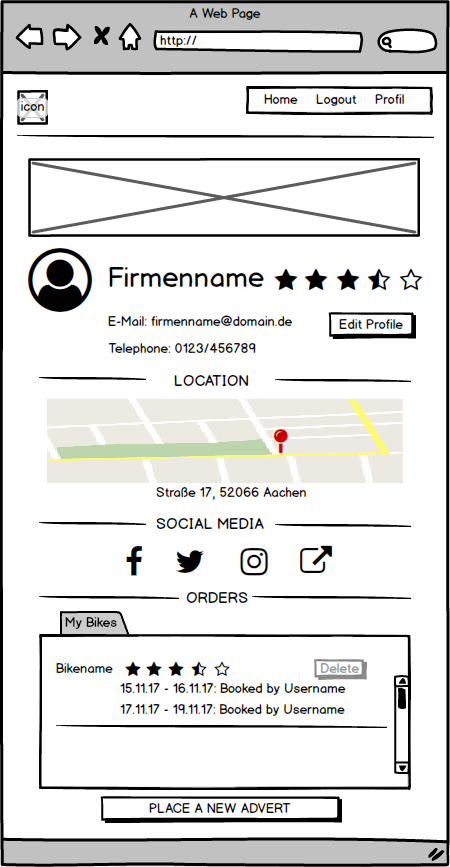 A Web Page
http://
icon
Home Logout Profil
Firmenname
E-Mail: firmenname@domain.de
Edit Profile
Telephone: 0123/456789
LOCATION
Straße 17, 52066 Aachen
SOCIAL MEDIA
ORDERS
My Bikes
Bikename
Delete
15.11.17 - 16.11.17: Booked by Username
17.11.17 - 19.11.17: Booked by Username
PLACE A NEW ADVERT